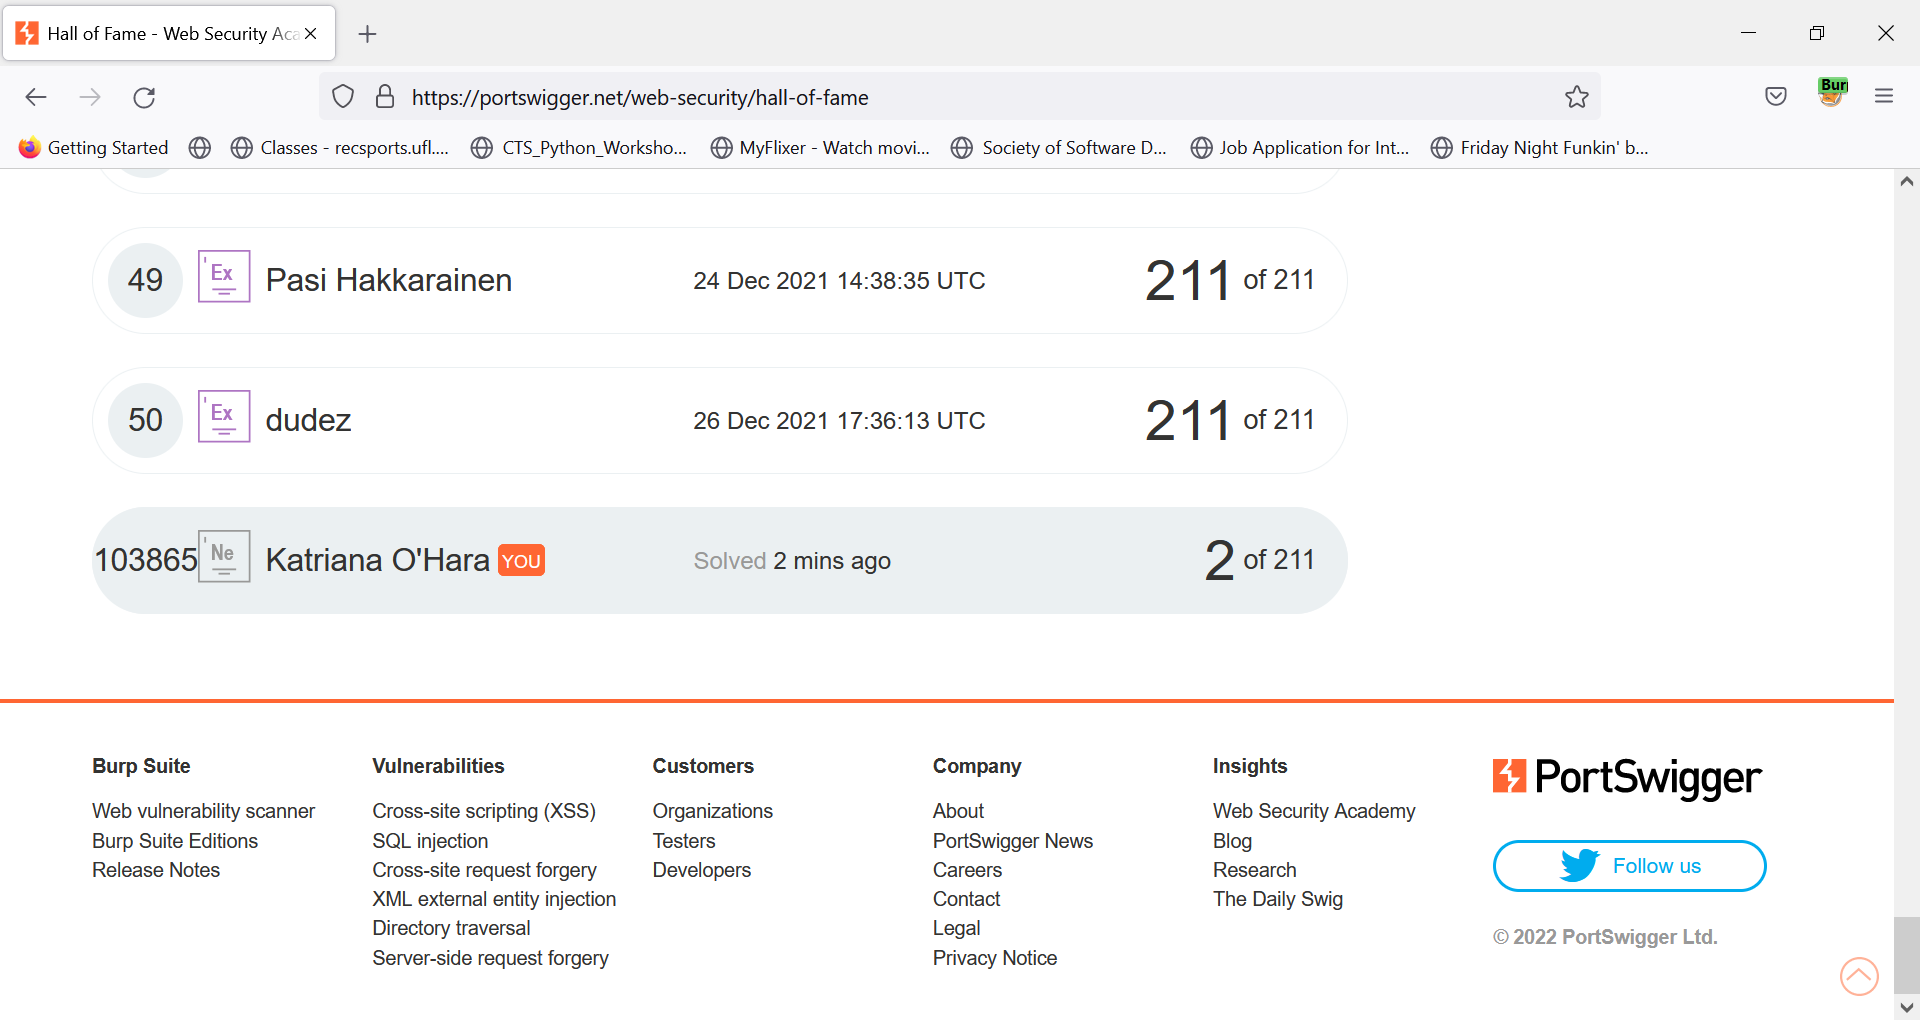 Hall of Fame - Web Security Aca
https://portswigger.net/web-security/hall-of-fame
Bur
Getting Started Classes - recsports.ufl.... CTS_Python_Worksho... MyFlixer - Watch movi... Society of Software D... Job Application for Int... Friday Night Funkin' b...
49 Ex Pasi Hakkarainen 24 Dec 2021 14:38:35 UTC 211 of 211
50 Ex dudez 26 Dec 2021 17:36:13 UTC 211 of 211
103865 Ne Katriana O'Hara YOU Solved 2 mins ago 2 of 211
Burp Suite
Web vulnerability scanner
Burp Suite Editions
Release Notes
Vulnerabilities
Cross-site scripting (XSS)
SQL injection
Cross-site request forgery
XML external entity injection
Directory traversal
Server-side request forgery
Customers
Organizations
Testers
Developers
Company
About
PortSwigger News
Careers
Contact
Legal
Privacy Notice
Insights
Web Security Academy
Blog
Research
The Daily Swig
PortSwigger
Follow us
© 2022 PortSwigger Ltd.